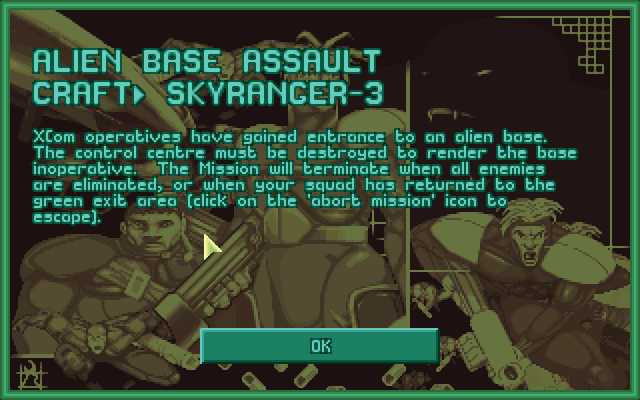 ALIEN BASE ASSAULT
CRAFT> SKYRANGER-3
XCom operatives have gained entrance to an alien base.
The control centre must be destroyed to render the base
inoperative.  The Mission will terminate when all enemies
are eliminated, or when your squad has returned to the
green exit area (click on the 'abort mission' icon to
escape).
OK